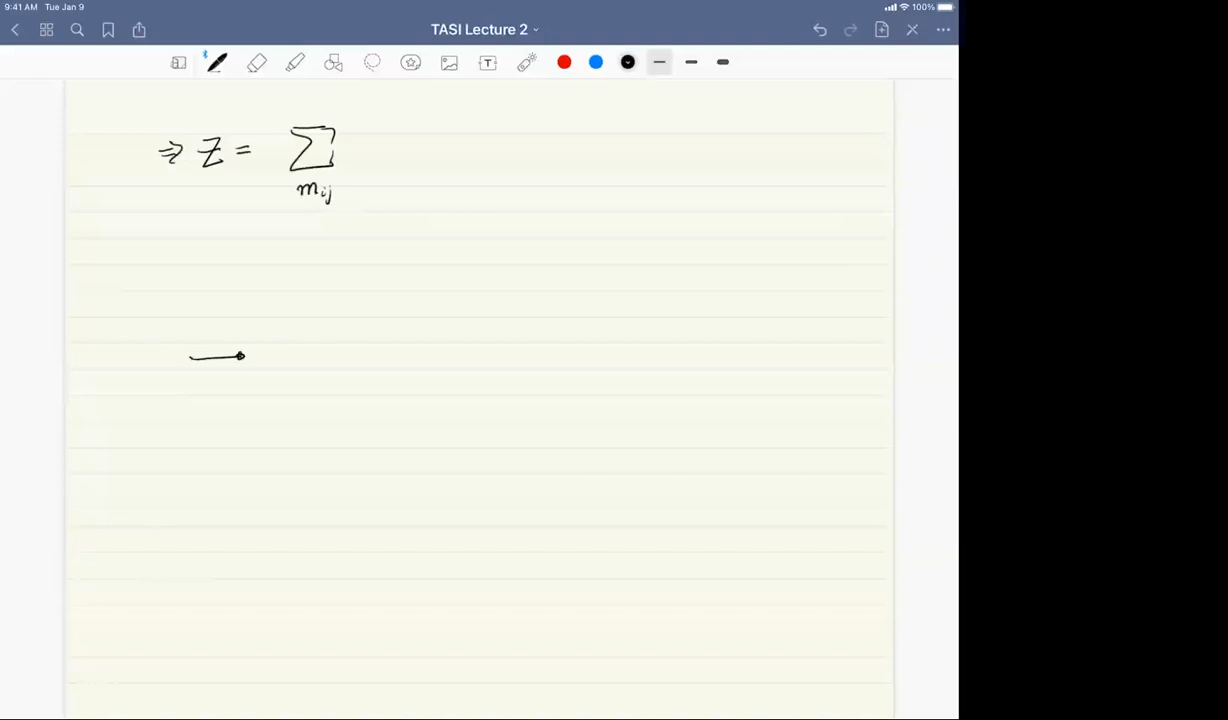 9:41 AM Tue Jan 9 100%
TASI Lecture 2
T
⇒ Z = Σ
m_ij